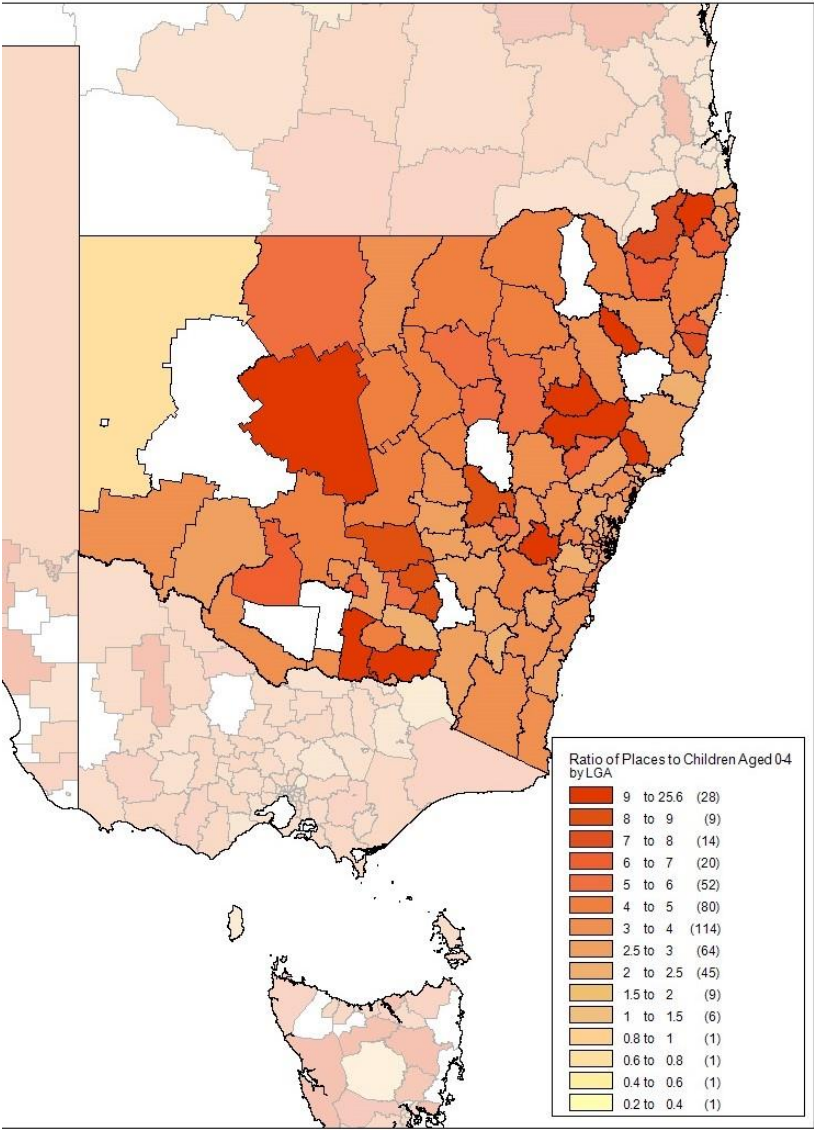 Ratio of Places to Children Aged 0-4
by LGA
9 to 25.6 (28)
8 to 9 (9)
7 to 8 (14)
6 to 7 (20)
5 to 6 (52)
4 to 5 (80)
3 to 4 (114)
2.5 to 3 (64)
2 to 2.5 (45)
1.5 to 2 (9)
1 to 1.5 (6)
0.8 to 1 (1)
0.6 to 0.8 (1)
0.4 to 0.6 (1)
0.2 to 0.4 (1)